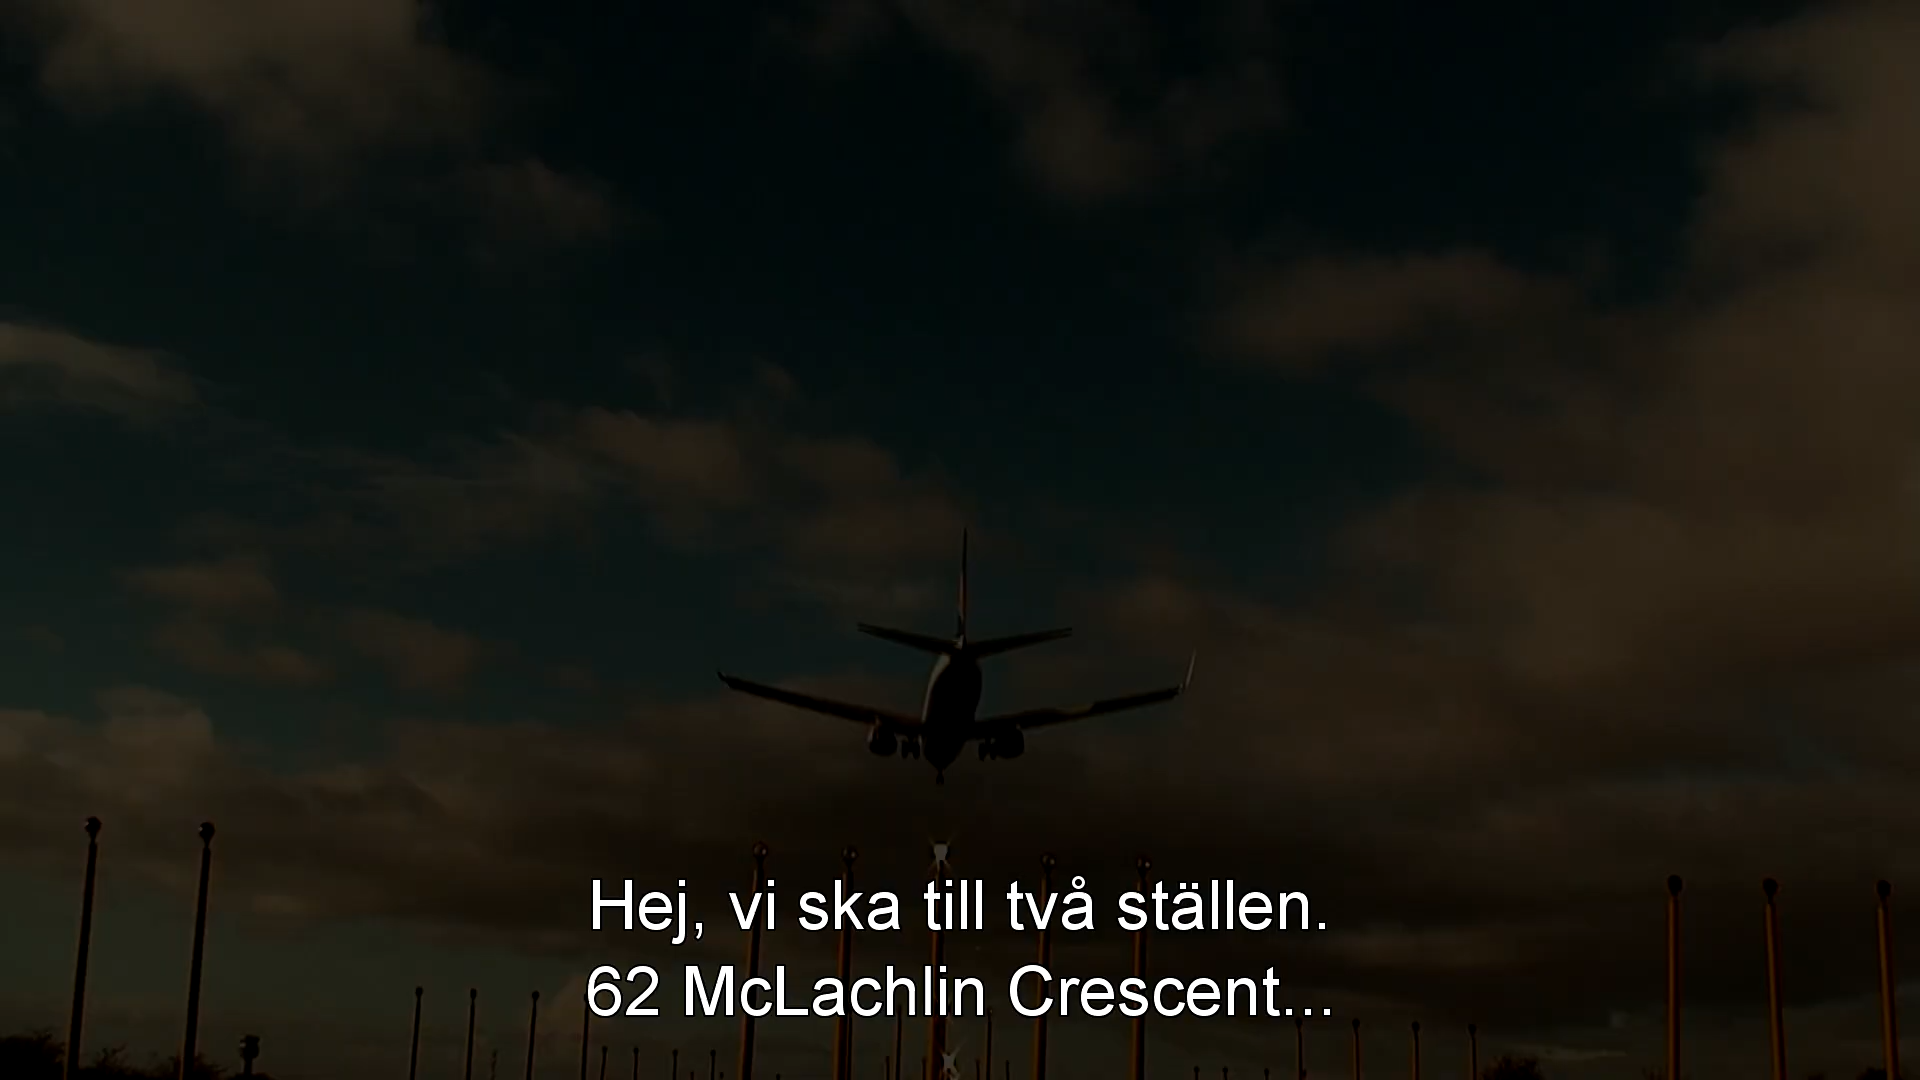 Hej, vi ska till två ställen.
62 McLachlin Crescent...